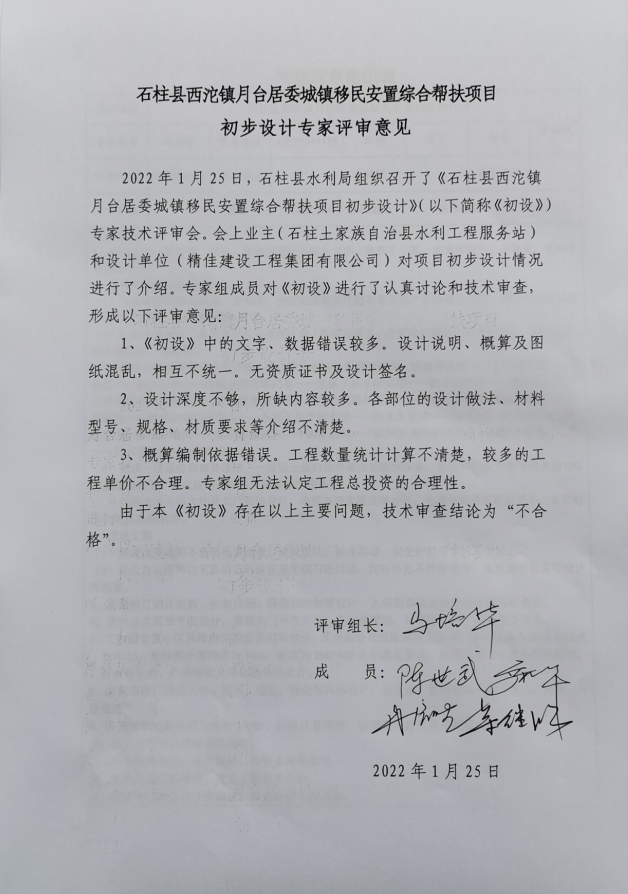 石柱县西沱镇月台居委城镇移民安置综合帮扶项目
初步设计专家评审意见
2022年1月25日，石柱县水利局组织召开了《石柱县西沱镇
月台居委城镇移民安置综合帮扶项目初步设计》（以下简称《初设》）
专家技术评审会。会上业主（石柱土家族自治县水利工程服务站）
和设计单位（精佳建设工程集团有限公司）对项目初步设计情况
进行了介绍。专家组成员对《初设》进行了认真讨论和技术审查，
形成以下评审意见：
1、《初设》中的文字、数据错误较多。设计说明、概算及图
纸混乱，相互不统一。无资质证书及设计签名。
2、设计深度不够，所缺内容较多。各部位的设计做法、材料
型号、规格、材质要求等介绍不清楚。
3、概算编制依据错误。工程数量统计计算不清楚，较多的工
程单价不合理。专家组无法认定工程总投资的合理性。
由于本《初设》存在以上主要问题，技术审查结论为“不合
格”。
评审组长：马培华
成　员：陈世武
2022年1月25日